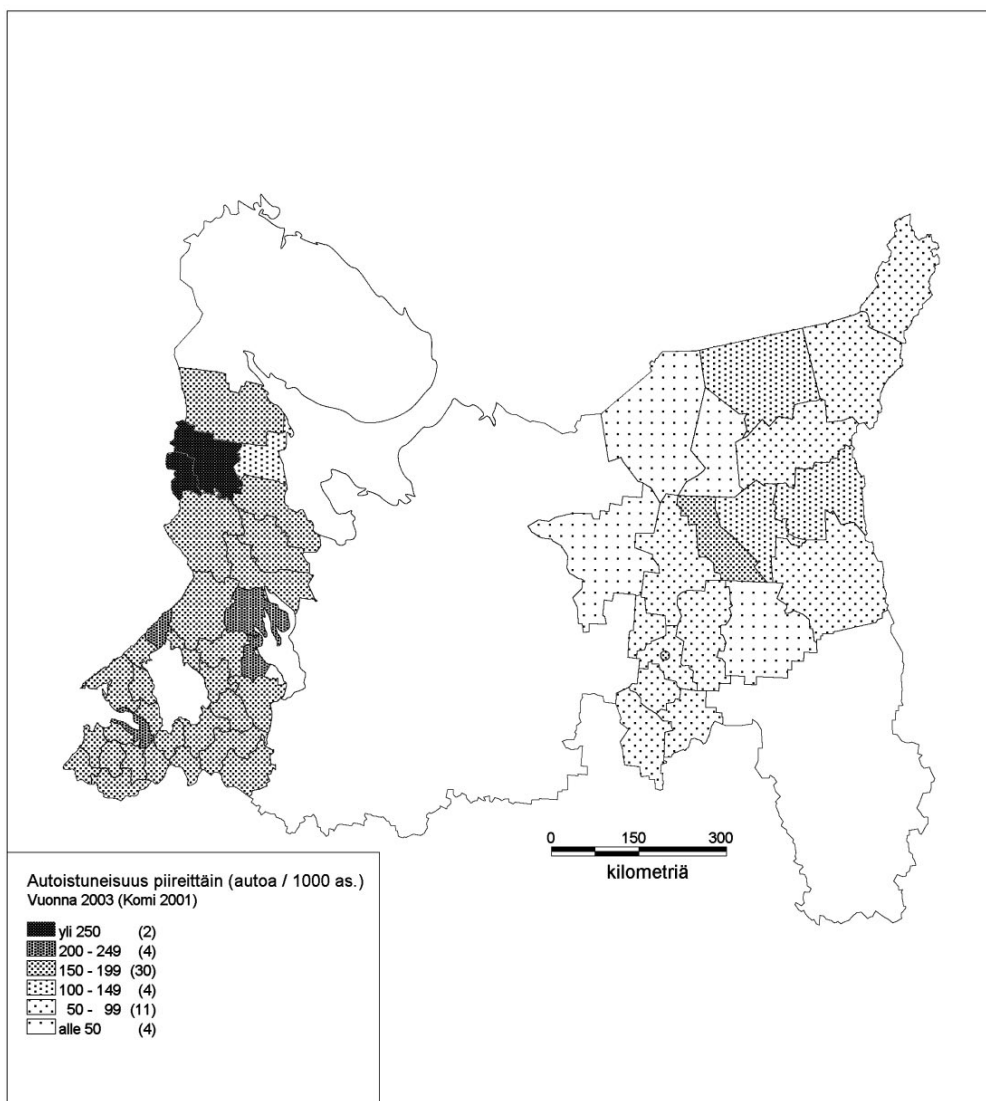 0 150 300
kilometriä
Autoistuneisuus piireittäin (autoa / 1000 as.)
Vuonna 2003 (Komi 2001)
yli 250 (2)
200 - 249 (4)
150 - 199 (30)
100 - 149 (4)
50 - 99 (11)
alle 50 (4)